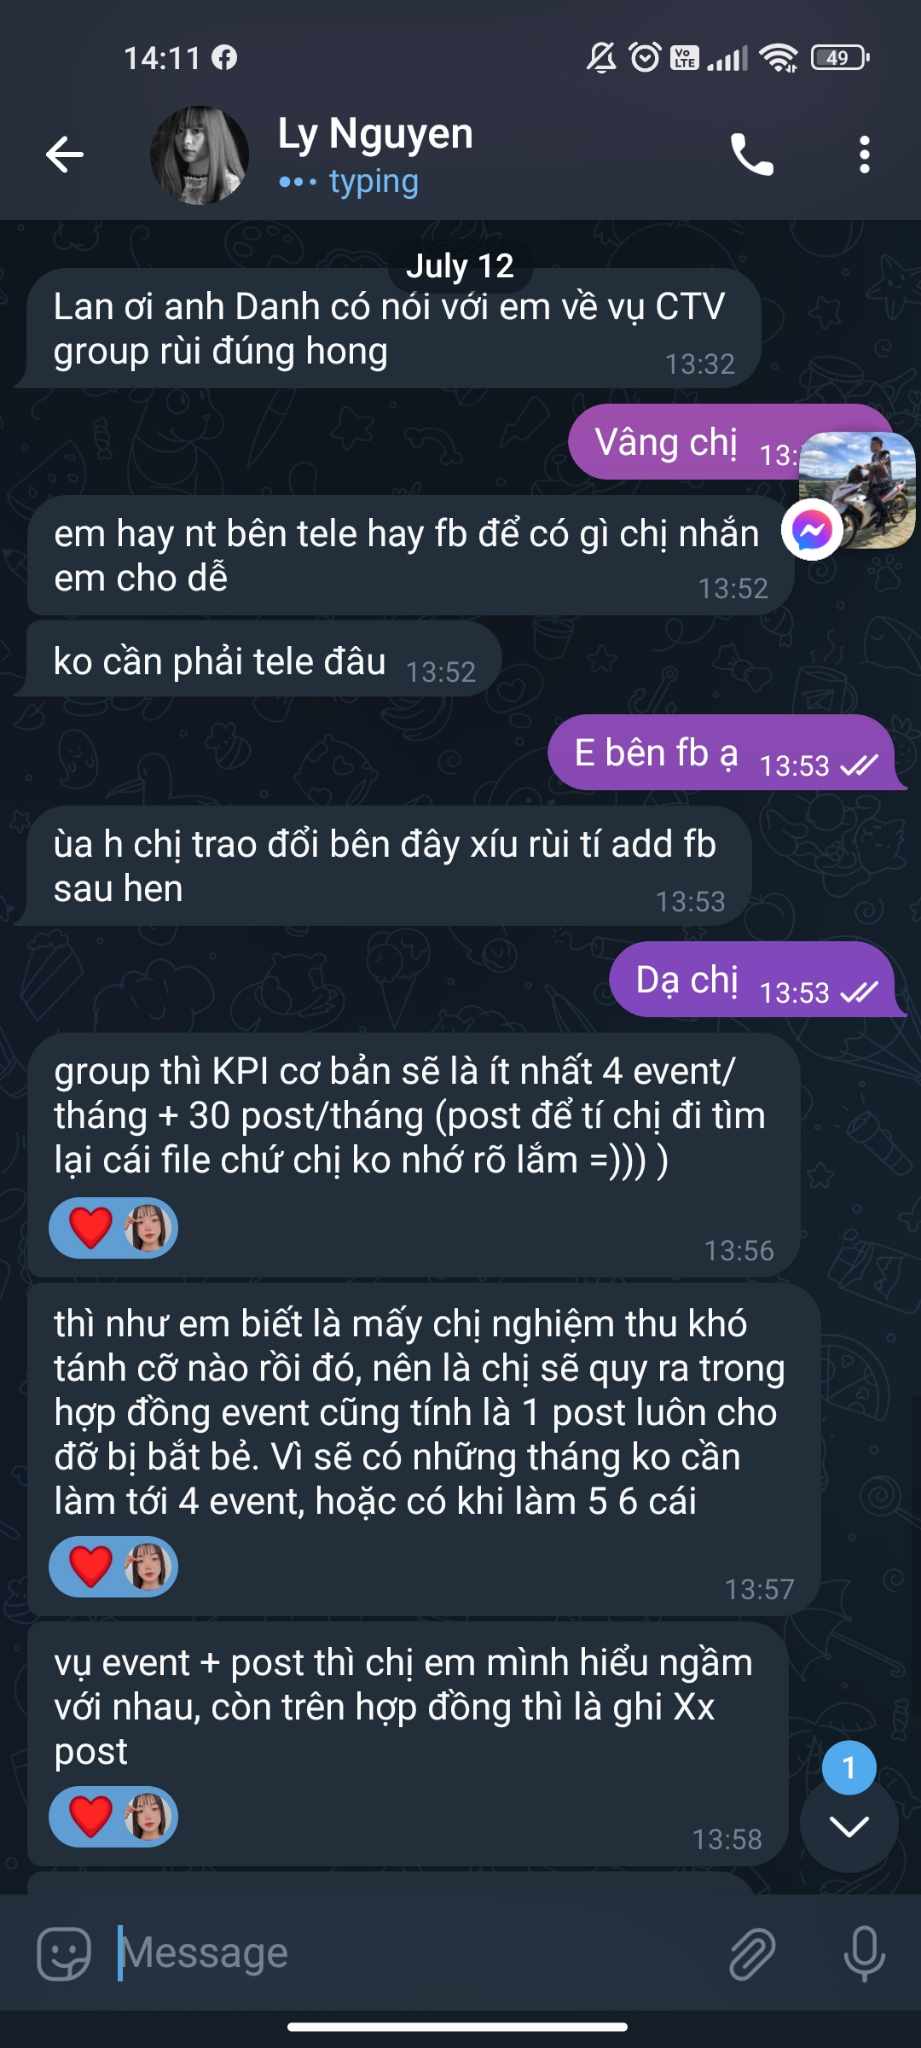 14:11
Vo
LTE
49
Ly Nguyen
typing
July 12
Lan ơi anh Danh có nói với em về vụ CTV
group rùi đúng hong
13:32
Vâng chị
13:
em hay nt bên tele hay fb để có gì chị nhắn
em cho dễ
13:52
ko cần phải tele đâu 13:52
E bên fb ạ 13:53
ùa h chị trao đổi bên đây xíu rùi tí add fb
sau hen
13:53
Dạ chị 13:53
group thì KPI cơ bản sẽ là ít nhất 4 event/
tháng + 30 post/tháng (post để tí chị đi tìm
lại cái file chứ chị ko nhớ rõ lắm =))) )
13:56
thì như em biết là mấy chị nghiệm thu khó
tánh cỡ nào rồi đó, nên là chị sẽ quy ra trong
hợp đồng event cũng tính là 1 post luôn cho
đỡ bị bắt bẻ. Vì sẽ có những tháng ko cần
làm tới 4 event, hoặc có khi làm 5 6 cái
13:57
vụ event + post thì chị em mình hiểu ngầm
với nhau, còn trên hợp đồng thì là ghi Xx
post
13:58
1
Message